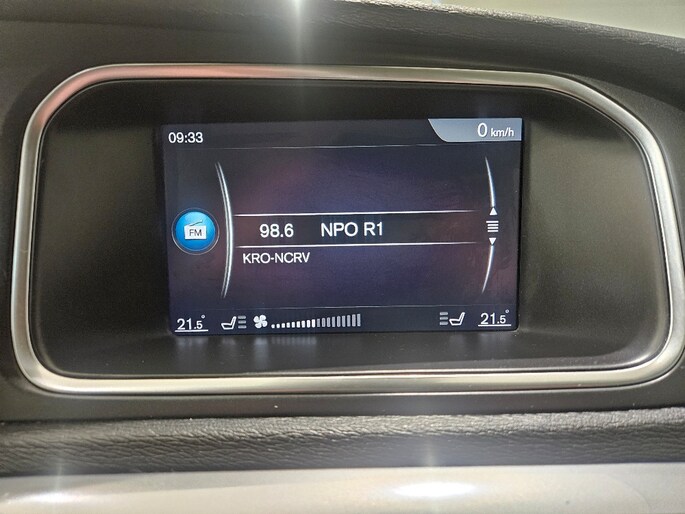 09:33
0 km/h
FM
98.6 NPO R1
KRO-NCRV
21.5°
21.5°